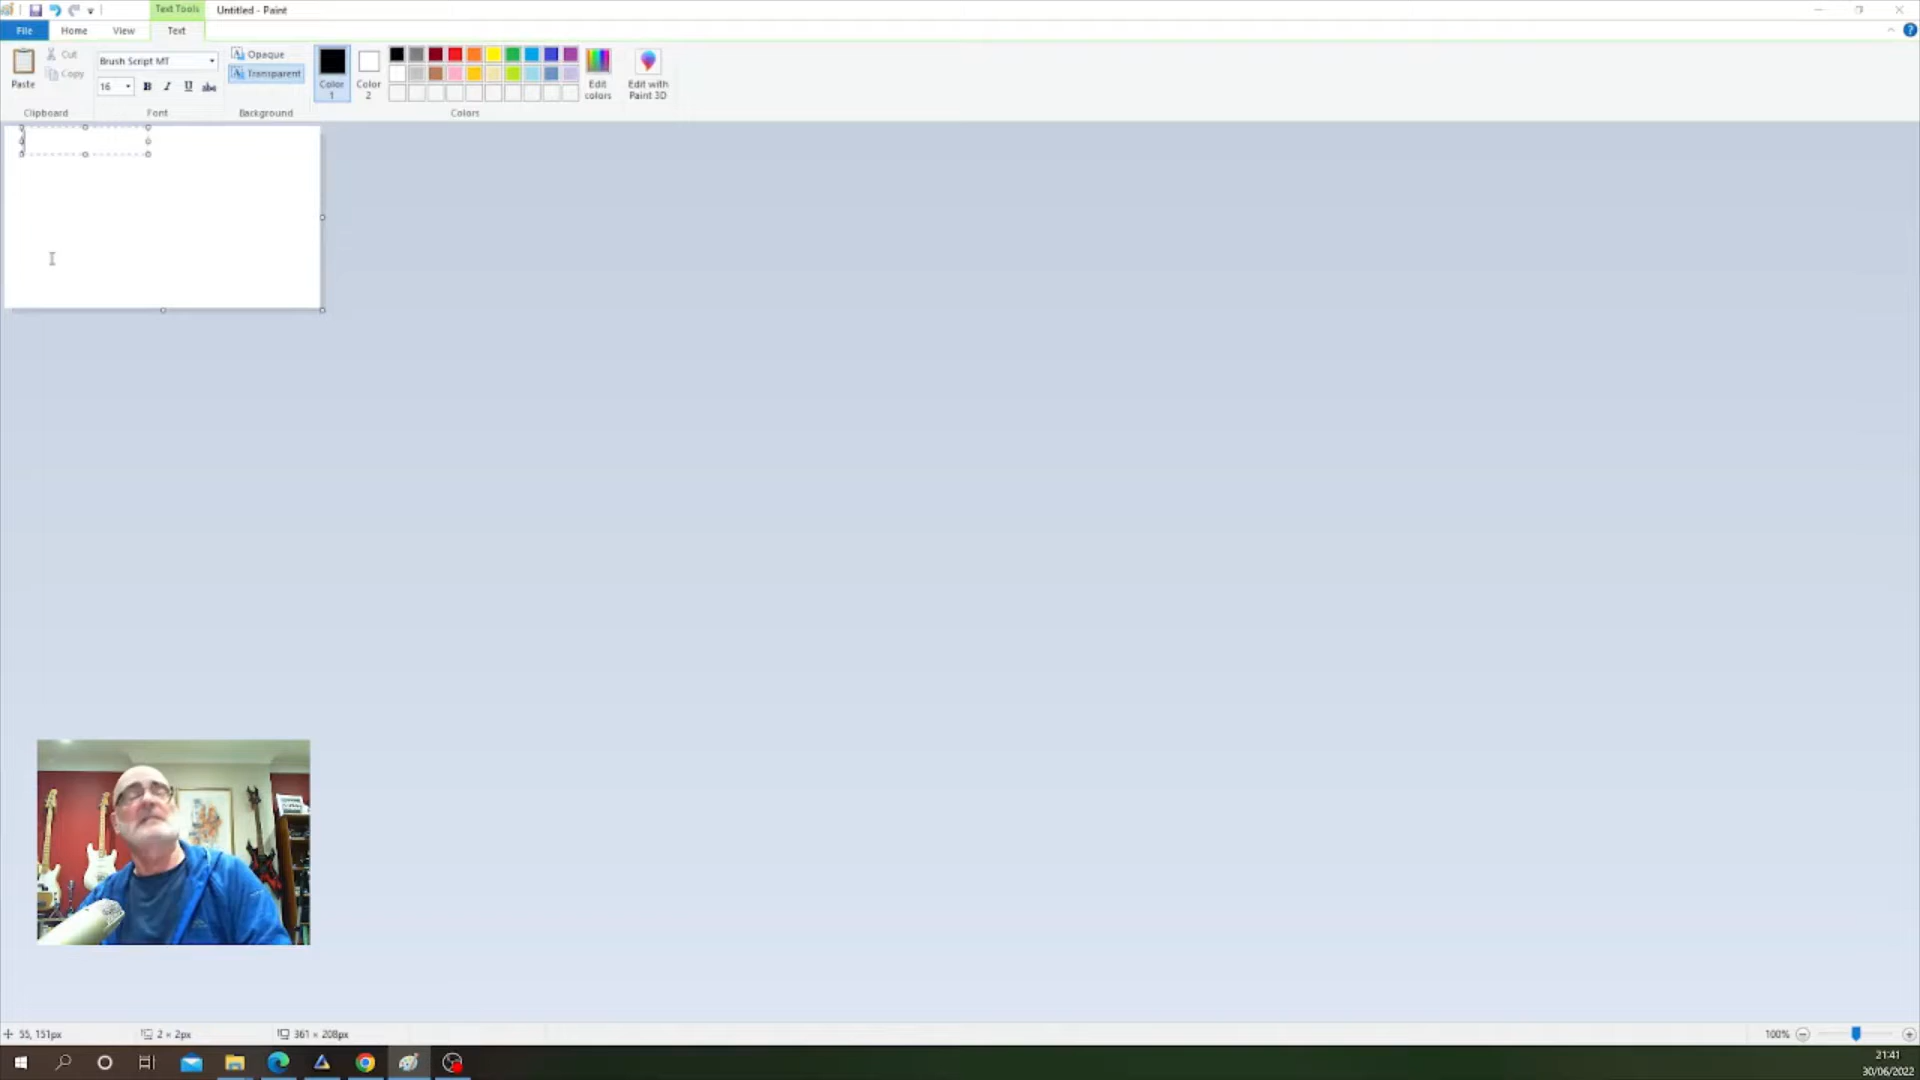 Text Tools
Untitled - Paint
File
Home
View
Text
Paste
Cut
Copy
Clipboard
Brush Script MT
16
B
I
U
abc
Font
Opaque
Transparent
Background
Color
1
Color
2
Colors
Edit
colors
Edit with
Paint 3D
55, 151px
2 × 2px
361 × 208px
100%
21:41
30/06/2022